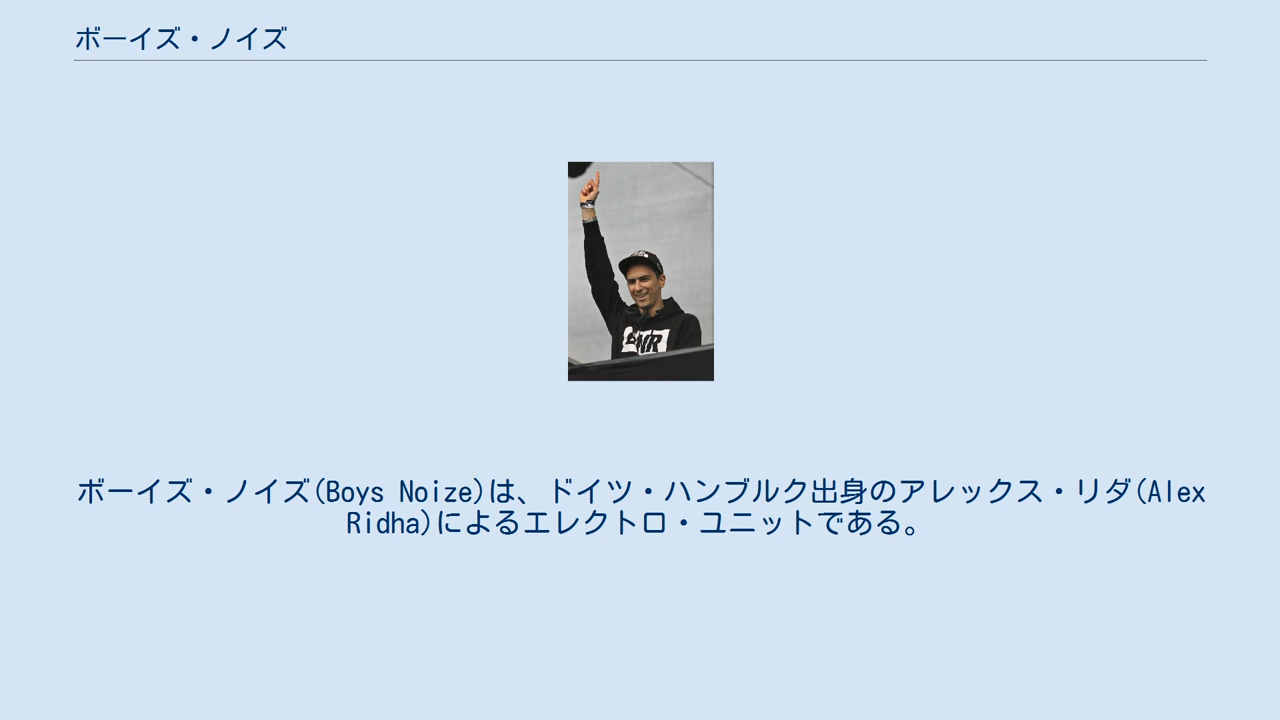 ボーイズ・ノイズ
ボーイズ・ノイズ(Boys Noize)は、ドイツ・ハンブルク出身のアレックス・リダ(Alex
Ridha)によるエレクトロ・ユニットである。